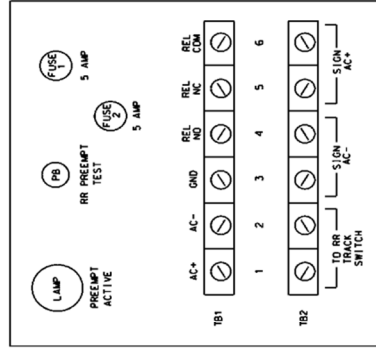 FUSE
1
5 AMP
FUSE
2
5 AMP
PB
RR PREEMPT
TEST
LAMP
PREEMPT
ACTIVE
REL
COM
REL
NC
REL
NO
GND
AC-
AC+
6
5
4
3
2
1
TB1
TB2
SIGN
AC+
SIGN
AC-
TO RR
TRACK
SWITCH